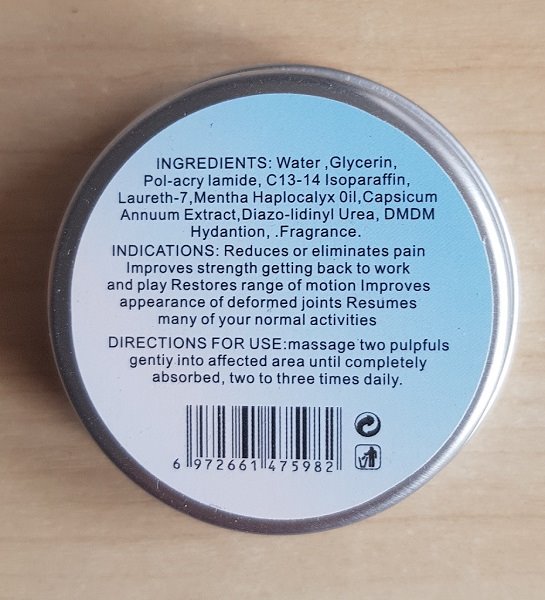 INGREDIENTS: Water ,Glycerin,
Pol-acry lamide, C13-14 Isoparaffin,
Laureth-7,Mentha Haplocalyx 0il,Capsicum
Annuum Extract,Diazo-lidinyl Urea, DMDM
Hydantion, .Fragrance.
INDICATIONS: Reduces or eliminates pain
Improves strength getting back to work
and play Restores range of motion Improves
appearance of deformed joints Resumes
many of your normal activities
DIRECTIONS FOR USE:massage two pulpfuls
gently into affected area until completely
absorbed, two to three times daily.
6 972661 475982